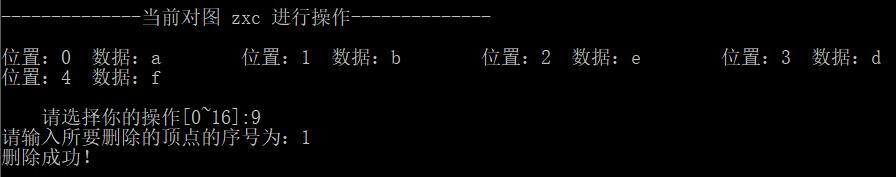 --------------当前对图 zxc 进行操作--------------
位置：0  数据：a        位置：1  数据：b        位置：2  数据：e        位置：3  数据：d
位置：4  数据：f
请选择你的操作[0~16]:9
请输入所要删除的顶点的序号为：1
删除成功！